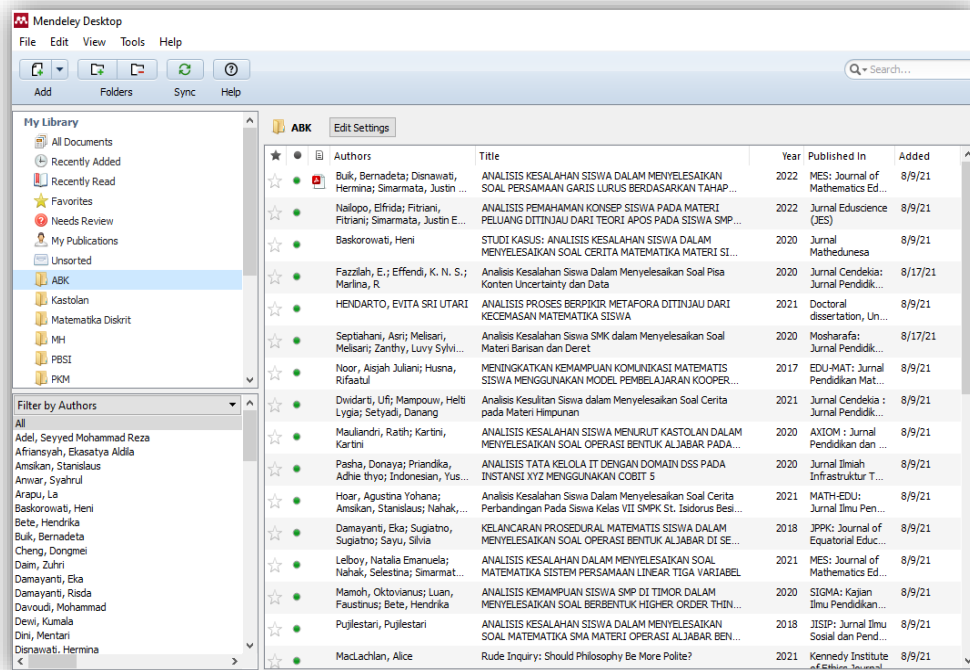 Mendeley Desktop
File Edit View Tools Help
Search...
Add Folders Sync Help
My Library
All Documents
Recently Added
Recently Read
Favorites
Needs Review
My Publications
Unsorted
ABK
Kastolan
Matematika Diskrit
MH
PBSI
PKM
Filter by Authors
All
Adel, Seyyed Mohammad Reza
Afriansyah, Ekasatya Aldila
Amsikan, Stanislaus
Anwar, Syahrul
Arapu, La
Baskorowati, Heni
Bete, Hendrika
Buik, Bernadeta
Cheng, Dongmei
Daim, Zuhri
Damayanti, Eka
Damayanti, Risda
Davoudi, Mohammad
Dewi, Kumala
Dini, Mentari
Disnawati, Hermina
ABK Edit Settings
Authors Title Year Published In Added
Buik, Bernadeta; Disnawati, ANALISIS KESALAHAN SISWA DALAM MENYELESAIKAN 2022 MES: Journal of 8/9/21
Hermina; Simarmata, Justin ... SOAL PERSAMAAN GARIS LURUS BERDASARKAN TAHAP... Mathematics Ed...
Nailopo, Elfrida; Fitriani, ANALISIS PEMAHAMAN KONSEP SISWA PADA MATERI 2022 Jurnal Eduscience 8/9/21
Fitriani; Simarmata, Justin E... PELUANG DITINJAU DARI TEORI APOS PADA SISWA SMP... (JES)
Baskorowati, Heni STUDI KASUS: ANALISIS KESALAHAN SISWA DALAM 2020 Jurnal 8/9/21
MENYELESAIKAN SOAL CERITA MATEMATIKA MATERI SI... Mathedunesa
Fazzilah, E.; Effendi, K. N. S.; Analisis Kesalahan Siswa Dalam Menyelesaikan Soal Pisa 2020 Jurnal Cendekia: 8/17/21
Marlina, R Konten Uncertainty dan Data Jurnal Pendidik...
HENDARTO, EVITA SRI UTARI ANALISIS PROSES BERPIKIR METAFORA DITINJAU DARI 2021 Doctoral 8/9/21
KECEMASAN MATEMATIKA SISWA dissertation, Un...
Septiahani, Asri; Melisari, Analisis Kesalahan Siswa SMK dalam Menyelesaikan Soal 2020 Mosharafa: 8/17/21
Melisari; Zanthy, Luvy Sylvi... Materi Barisan dan Deret Jurnal Pendidik...
Noor, Aisjah Juliani; Husna, MENINGKATKAN KEMAMPUAN KOMUNIKASI MATEMATIS 2017 EDU-MAT: Jurnal 8/9/21
Rifaatul SISWA MENGGUNAKAN MODEL PEMBELAJARAN KOOPER... Pendidikan Mat...
Dwidarti, Ufi; Mampouw, Helti Analisis Kesulitan Siswa dalam Menyelesaikan Soal Cerita 2021 Jurnal Cendekia : 8/9/21
Lygia; Setyadi, Danang pada Materi Himpunan Jurnal Pendidik...
Mauliandri, Ratih; Kartini, ANALISIS KESALAHAN SISWA MENURUT KASTOLAN DALAM 2020 AXIOM : Jurnal 8/9/21
Kartini MENYELESAIKAN SOAL OPERASI BENTUK ALJABAR PADA... Pendidikan dan ...
Pasha, Donaya; Priandika, ANALISIS TATA KELOLA IT DENGAN DOMAIN DSS PADA 2020 Jurnal Ilmiah 8/9/21
Adhie thyo; Indonesian, Yus... INSTANSI XYZ MENGGUNAKAN COBIT 5 Infrastruktur T...
Hoar, Agustina Yohana; Analisis Kesalahan Siswa Dalam Menyelesaikan Soal Cerita 2021 MATH-EDU: 8/9/21
Amsikan, Stanislaus; Nahak,... Perbandingan Pada Siswa Kelas VII SMPK St. Isidorus Besi... Jurnal Ilmu Pen...
Damayanti, Eka; Sugiatno, KELANCARAN PROSEDURAL MATEMATIS SISWA DALAM 2018 JPPK: Journal of 8/9/21
Sugiatno; Sayu, Silvia MENYELESAIKAN SOAL OPERASI BENTUK ALJABAR DI SE... Equatorial Educ...
Lelboy, Natalia Emanuela; ANALISIS KESALAHAN DALAM MENYELESAIKAN SOAL 2021 MES: Journal of 8/9/21
Nahak, Selestina; Simarmat... MATEMATIKA SISTEM PERSAMAAN LINEAR TIGA VARIABEL Mathematics Ed...
Mamoh, Oktovianus; Luan, ANALISIS KEMAMPUAN SISWA SMP DI TIMOR DALAM 2020 SIGMA: Kajian 8/9/21
Faustinus; Bete, Hendrika MENYELESAIKAN SOAL BERBENTUK HIGHER ORDER THIN... Ilmu Pendidikan...
Pujilestari, Pujilestari ANALISIS KESALAHAN SISWA DALAM MENYELESAIKAN 2018 JISIP: Jurnal Ilmu 8/9/21
SOAL MATEMATIKA SMA MATERI OPERASI ALJABAR BEN... Sosial dan Pend...
MacLachlan, Alice Rude Inquiry: Should Philosophy Be More Polite? 2021 Kennedy Institute 8/9/21
of Ethics Journal